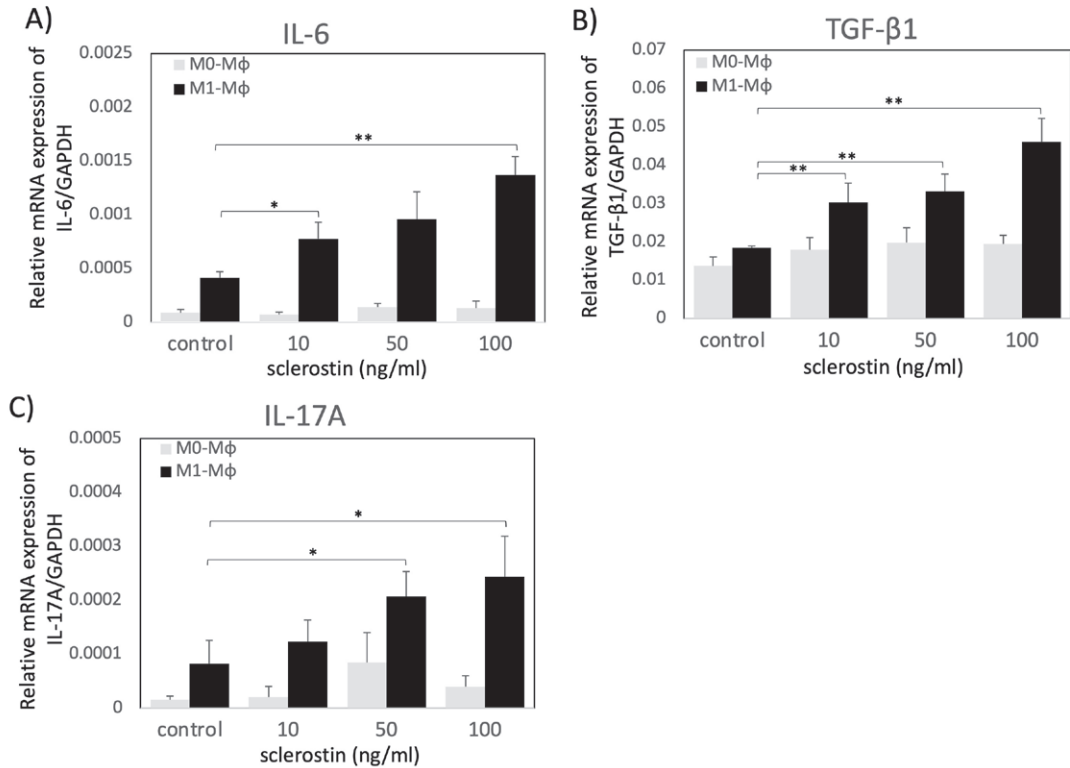 A)
IL-6
Relative mRNA expression of
IL-6/GAPDH
0.0025
0.002
0.0015
0.001
0.0005
0
M0-Mϕ
M1-Mϕ
**
*
control 10 50 100
sclerostin (ng/ml)
B)
TGF-β1
Relative mRNA expression of
TGF-β1/GAPDH
0.07
0.06
0.05
0.04
0.03
0.02
0.01
0
M0-Mϕ
M1-Mϕ
**
**
**
control 10 50 100
sclerostin (ng/ml)
C)
IL-17A
Relative mRNA expression of
IL-17A/GAPDH
0.0005
0.0004
0.0003
0.0002
0.0001
0
M0-Mϕ
M1-Mϕ
*
*
control 10 50 100
sclerostin (ng/ml)